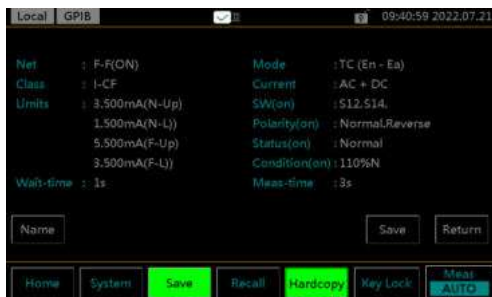 Local GPIB 09:40:59 2022.07.21
Net : F-F(ON)
Class : I-CF
Limits : 3.500mA(N-Up)
1.500mA(N-L))
5.500mA(F-Up)
3.500mA(F-L))
Wait-time : 1s
Mode : TC (En - Ea)
Current : AC + DC
SW(on) : S12.S14.
Polarity(on) : Normal.Reverse
Status(on) : Normal
Condition(on) : 110%N
Meas-time : 3s
Name Save Return
Home System Save Recall Hardcopy Key Lock Meas
AUTO